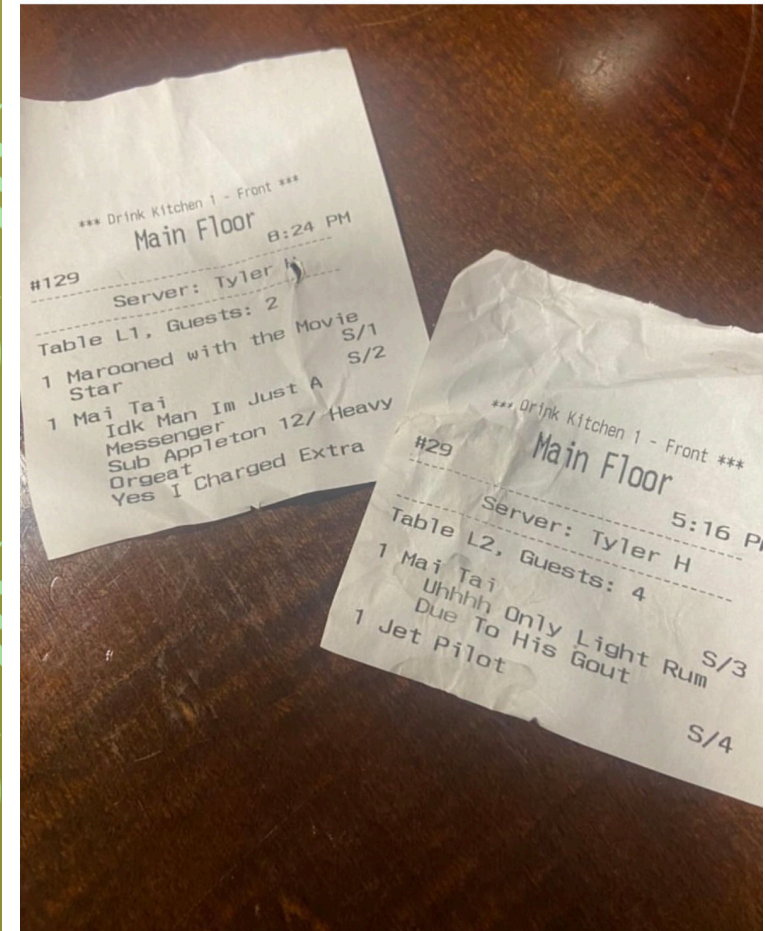 *** Drink Kitchen 1 - Front ***
Main Floor
#129 8:24 PM
Server: Tyler
Table L1, Guests: 2
1 Marooned with the Movie
Star S/1
1 Mai Tai S/2
Idk Man Im Just A
Messenger
Sub Appleton 12/ Heavy
Orgeat
Yes I Charged Extra
*** Drink Kitchen 1 - Front ***
Main Floor
#29 5:16 P
Server: Tyler H
Table L2, Guests: 4
1 Mai Tai S/3
Uhhhh Only Light Rum
Due To His Gout
1 Jet Pilot S/4